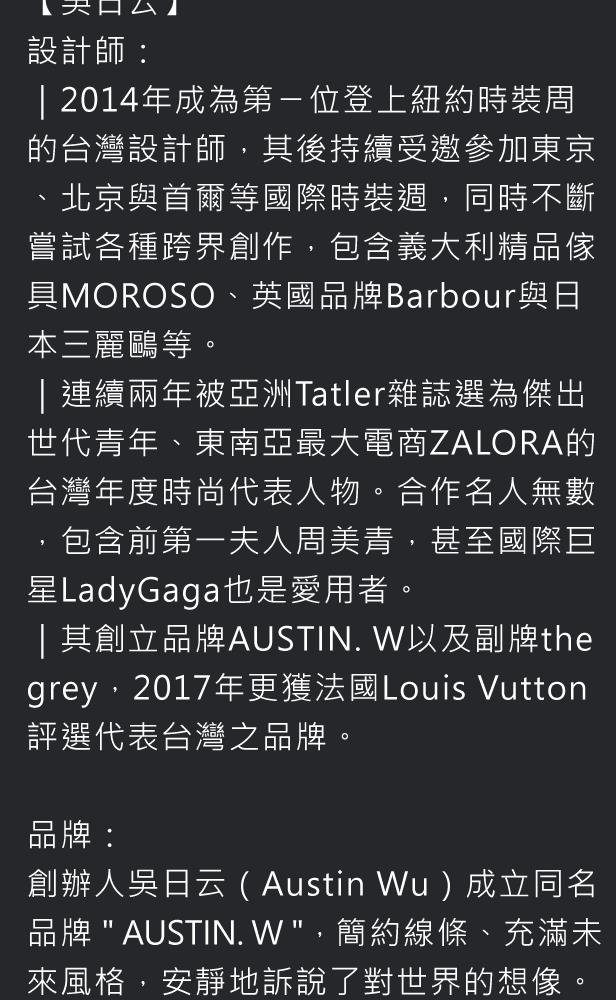 【吳日云】
設計師：
｜2014年成為第－位登上紐約時裝周
的台灣設計師，其後持續受邀參加東京
、北京與首爾等國際時裝週，同時不斷
嘗試各種跨界創作，包含義大利精品傢
具MOROSO、英國品牌Barbour與日
本三麗鷗等。
｜連續兩年被亞洲Tatler雜誌選為傑出
世代青年、東南亞最大電商ZALORA的
台灣年度時尚代表人物。合作名人無數
，包含前第一夫人周美青，甚至國際巨
星LadyGaga也是愛用者。
｜其創立品牌AUSTIN. W以及副牌the
grey，2017年更獲法國Louis Vutton
評選代表台灣之品牌。
品牌：
創辦人吳日云（Austin Wu）成立同名
品牌＂AUSTIN. W＂，簡約線條、充滿未
來風格，安靜地訴說了對世界的想像。